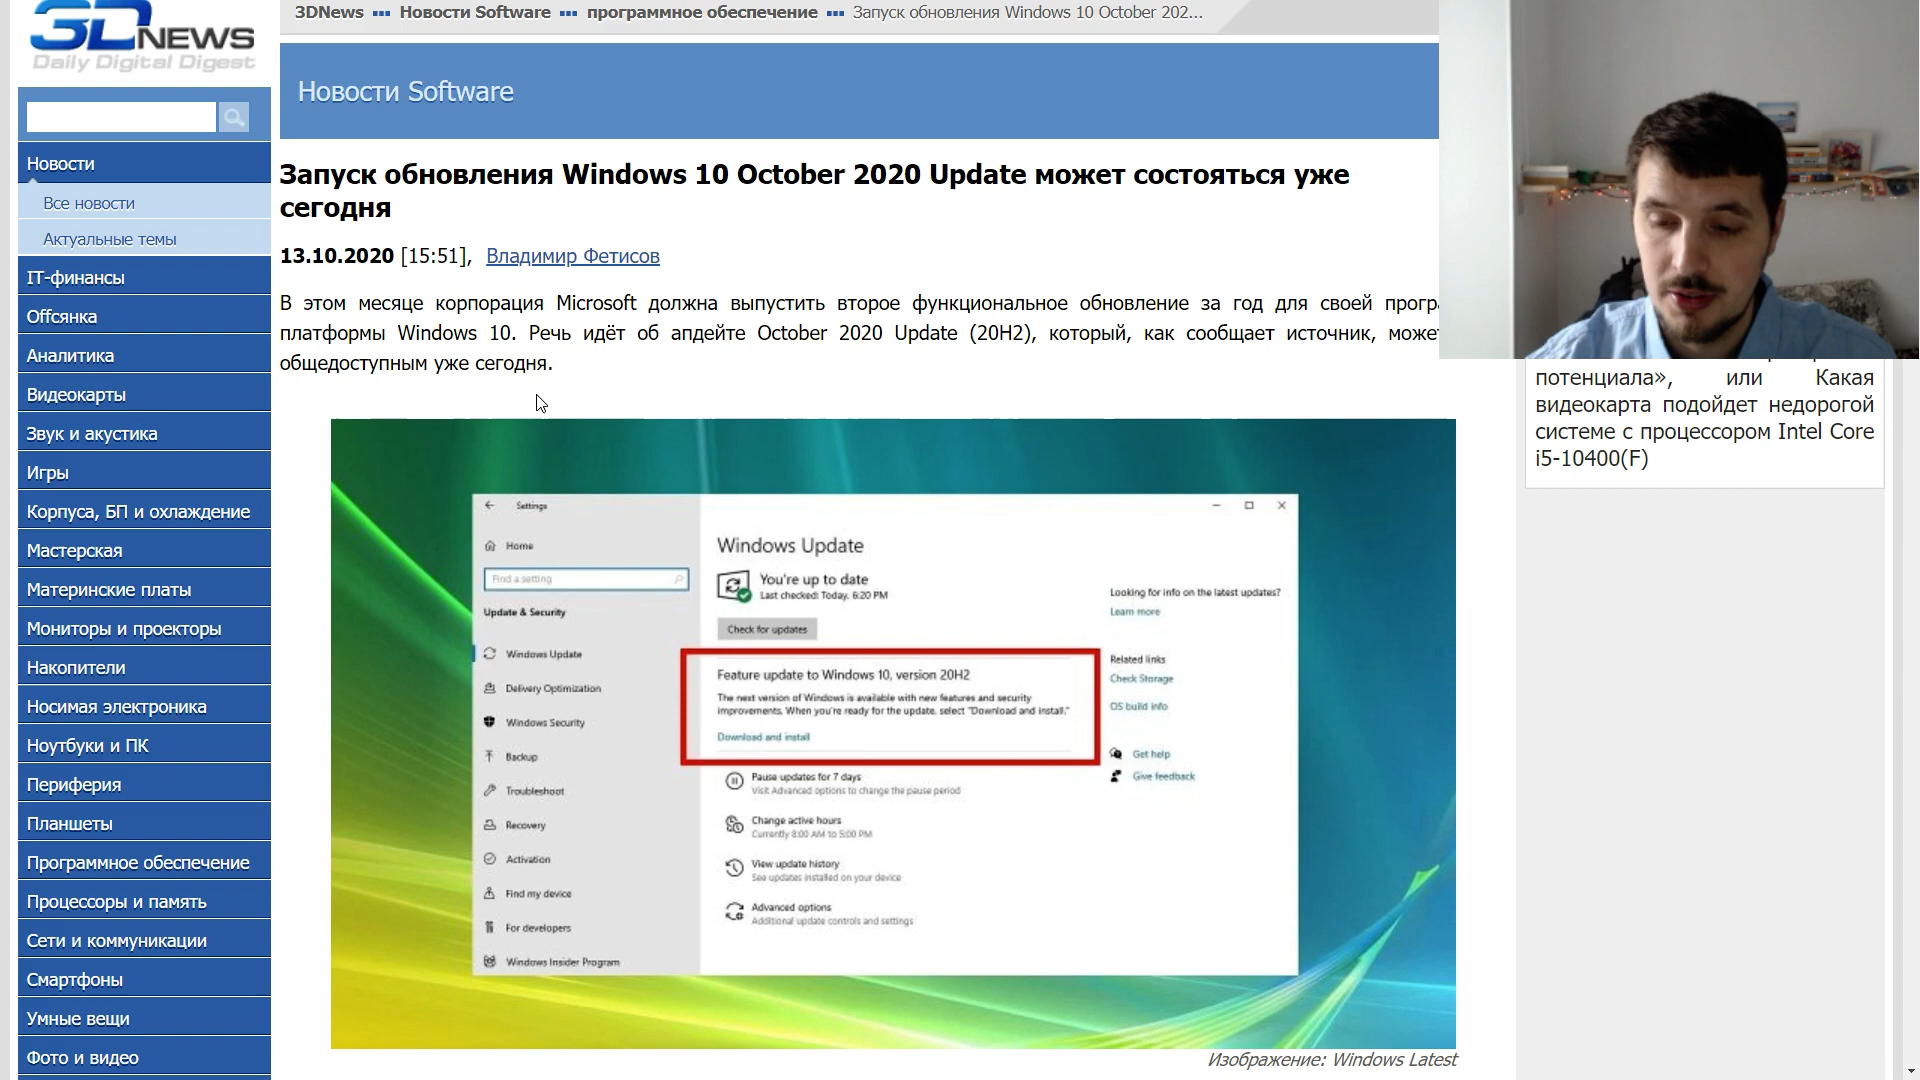 3DNews Новости Software программное обеспечение Запуск обновления Windows 10 October 202...
3DNEWS
Daily Digital Digest
Новости Software
Новости
Все новости
Актуальные темы
IT-финансы
Offсянка
Аналитика
Видеокарты
Звук и акустика
Игры
Корпуса, БП и охлаждение
Мастерская
Материнские платы
Мониторы и проекторы
Накопители
Носимая электроника
Ноутбуки и ПК
Периферия
Планшеты
Программное обеспечение
Процессоры и память
Сети и коммуникации
Смартфоны
Умные вещи
Фото и видео
Запуск обновления Windows 10 October 2020 Update может состояться уже
сегодня
13.10.2020 [15:51], Владимир Фетисов
В этом месяце корпорация Microsoft должна выпустить второе функциональное обновление за год для своей
платформы Windows 10. Речь идёт об апдейте October 2020 Update (20H2), который, как сообщает источник, может
общедоступным уже сегодня.
Settings
Home
Find a setting
Update & Security
Windows Update
Delivery Optimization
Windows Security
Backup
Troubleshoot
Recovery
Activation
Find my device
For developers
Windows Insider Program
Windows Update
You're up to date
Last checked: Today, 6:20 PM
Check for updates
Feature update to Windows 10, version 20H2
The next version of Windows is available with new features and security
improvements. When you're ready for the update, select "Download and install."
Download and install
Pause updates for 7 days
Visit Advanced options to change the pause period
Change active hours
Currently 8:00 AM to 5:00 PM
View update history
See updates installed on your device
Advanced options
Additional update controls and settings
Looking for info on the latest updates?
Learn more
Related links
Check Storage
OS build info
Get help
Give feedback
Изображение: Windows Latest
потенциала», или Какая
видеокарта подойдет недорогой
системе с процессором Intel Core
i5-10400(F)